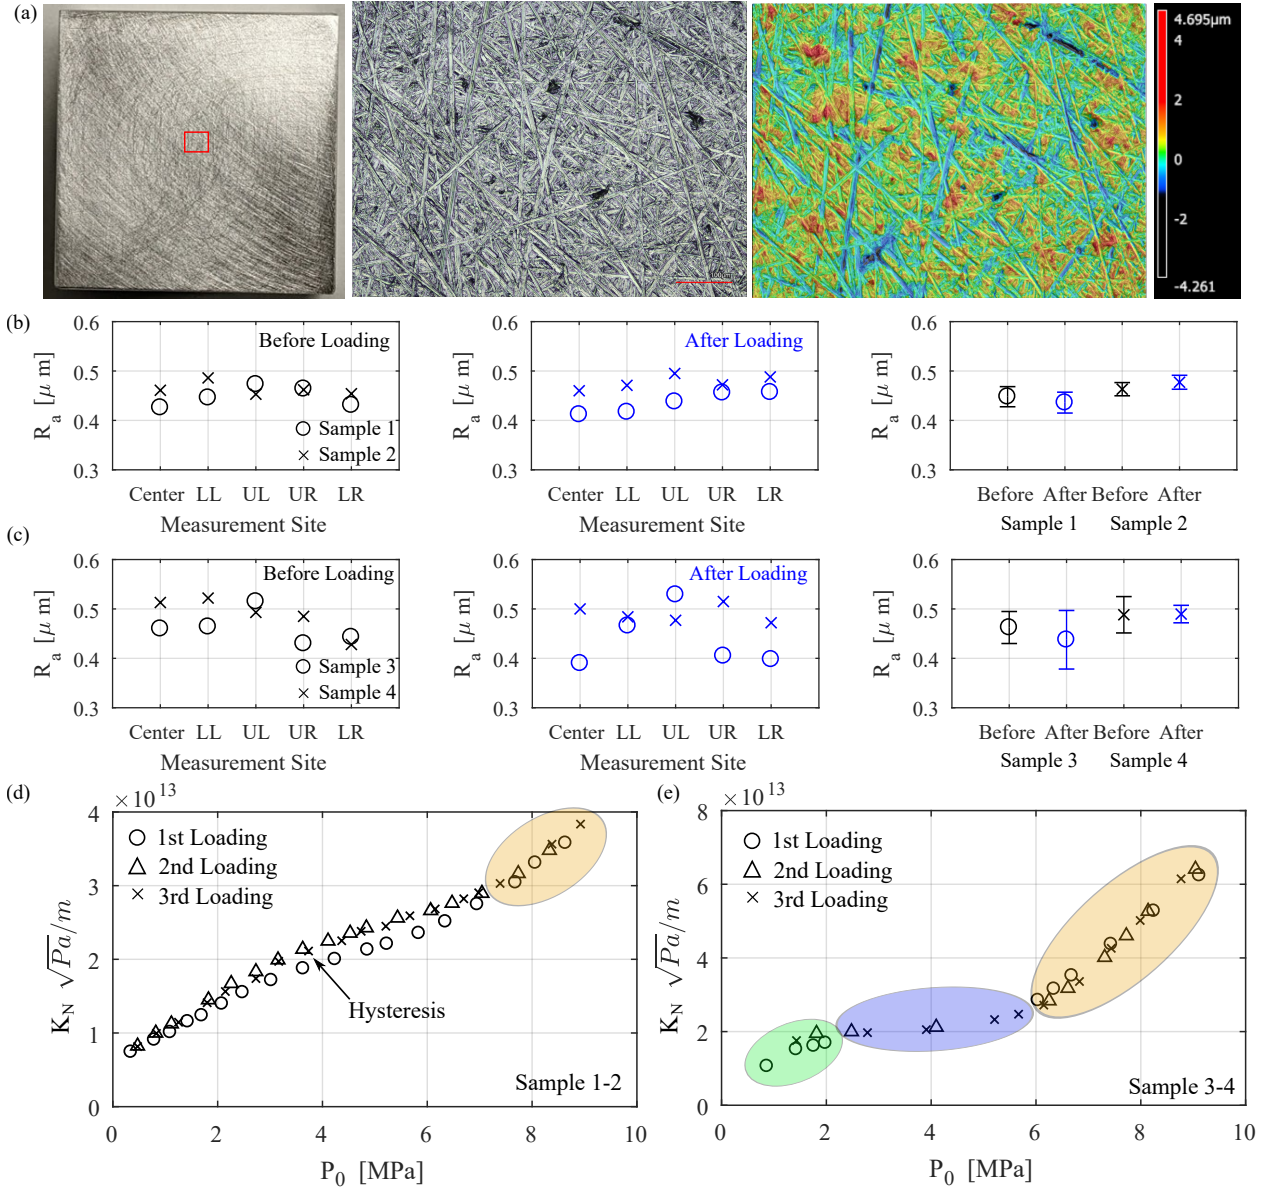 (a)
4.695μm
4
2
0
-2
-4.261
(b)
0.6
0.5
0.4
0.3
R_a [μ m]
Before Loading
Sample 1
Sample 2
Center LL UL UR LR
Measurement Site
0.6
0.5
0.4
0.3
R_a [μ m]
After Loading
Center LL UL UR LR
Measurement Site
0.6
0.5
0.4
0.3
R_a [μ m]
Before After Before After
Sample 1 Sample 2
(c)
0.6
0.5
0.4
0.3
R_a [μ m]
Before Loading
Sample 3
Sample 4
Center LL UL UR LR
Measurement Site
0.6
0.5
0.4
0.3
R_a [μ m]
After Loading
Center LL UL UR LR
Measurement Site
0.6
0.5
0.4
0.3
R_a [μ m]
Before After Before After
Sample 3 Sample 4
(d)
×10^13
4
3
2
1
0
K_N √Pa/m
1st Loading
2nd Loading
3rd Loading
Hysteresis
Sample 1-2
0 2 4 6 8 10
P_0 [MPa]
(e)
×10^13
8
6
4
2
0
K_N √Pa/m
1st Loading
2nd Loading
3rd Loading
Sample 3-4
0 2 4 6 8 10
P_0 [MPa]